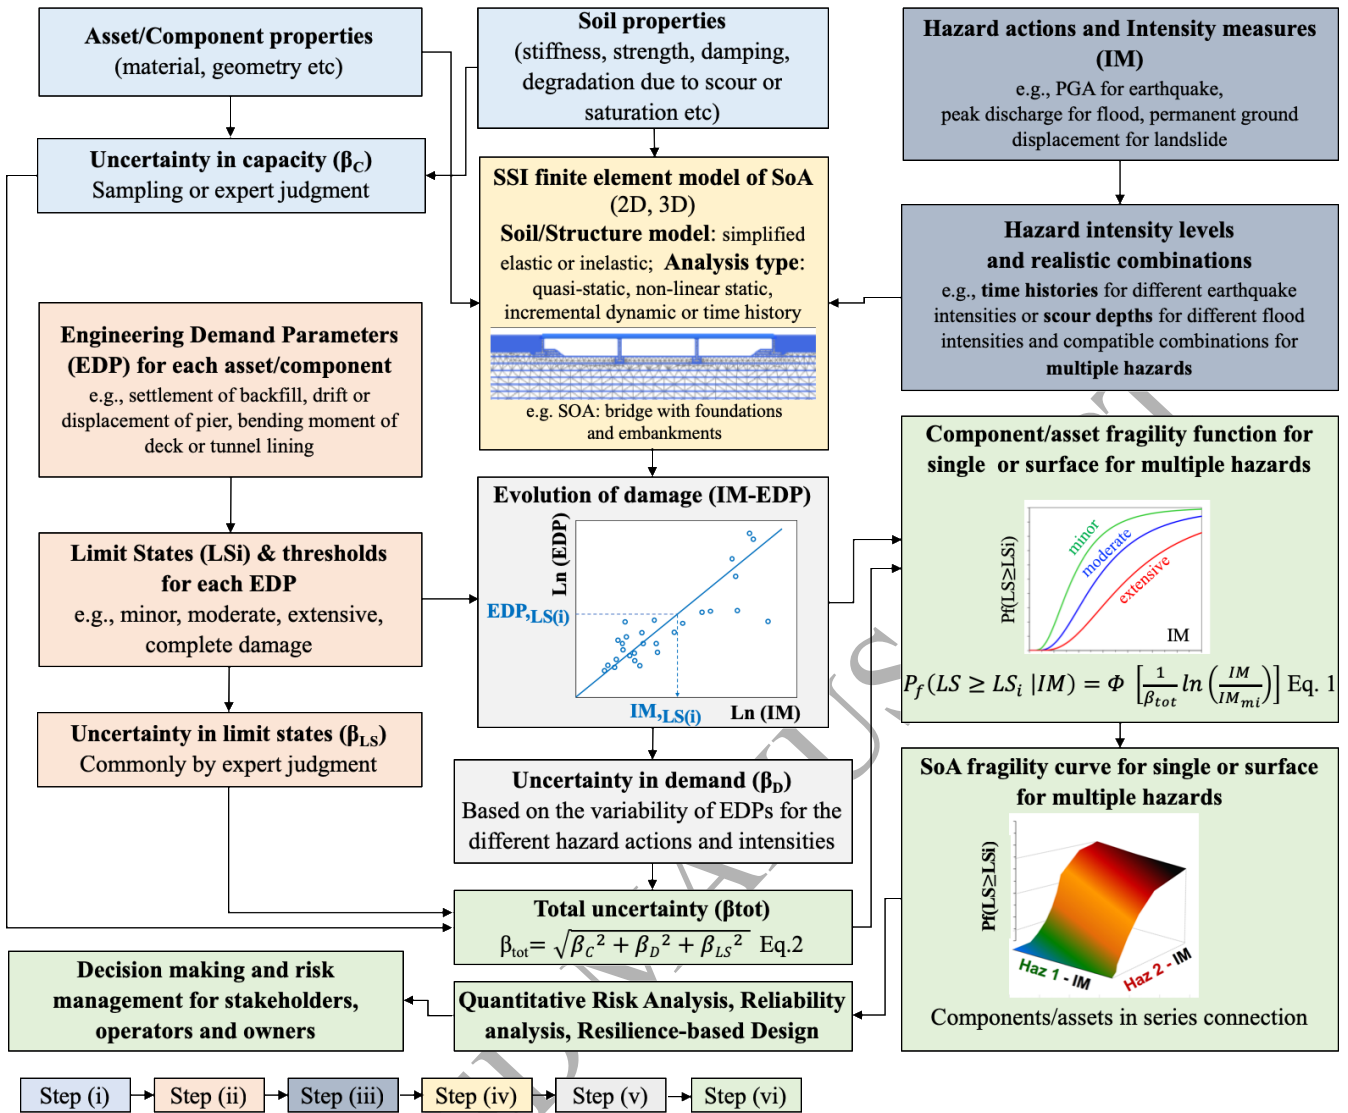 Asset/Component properties
(material, geometry etc)
Uncertainty in capacity (βC)
Sampling or expert judgment
Soil properties
(stiffness, strength, damping,
degradation due to scour or
saturation etc)
Hazard actions and Intensity measures
(IM)
e.g., PGA for earthquake,
peak discharge for flood, permanent ground
displacement for landslide
SSI finite element model of SoA
(2D, 3D)
Soil/Structure model: simplified
elastic or inelastic; Analysis type:
quasi-static, non-linear static,
incremental dynamic or time history
e.g. SOA: bridge with foundations
and embankments
Hazard intensity levels
and realistic combinations
e.g., time histories for different earthquake
intensities or scour depths for different flood
intensities and compatible combinations for
multiple hazards
Engineering Demand Parameters
(EDP) for each asset/component
e.g., settlement of backfill, drift or
displacement of pier, bending moment of
deck or tunnel lining
Limit States (LSi) & thresholds
for each EDP
e.g., minor, moderate, extensive,
complete damage
Uncertainty in limit states (βLS)
Commonly by expert judgment
Evolution of damage (IM-EDP)
Ln (EDP)
EDP,LS(i)
IM,LS(i)
Ln (IM)
Uncertainty in demand (βD)
Based on the variability of EDPs for the
different hazard actions and intensities
Total uncertainty (βtot)
βtot= √βC² + βD² + βLS² Eq.2
Component/asset fragility function for
single or surface for multiple hazards
Pf(LS≥LSi)
minor
moderate
extensive
IM
Pf(LS ≥ LSi |IM) = Φ [1/βtot ln (IM/IMmi)] Eq. 1
SoA fragility curve for single or surface
for multiple hazards
Pf(LS≥LSi)
Haz 1 - IM
Haz 2 - IM
Components/assets in series connection
Quantitative Risk Analysis, Reliability
analysis, Resilience-based Design
Decision making and risk
management for stakeholders,
operators and owners
Step (i)
Step (ii)
Step (iii)
Step (iv)
Step (v)
Step (vi)